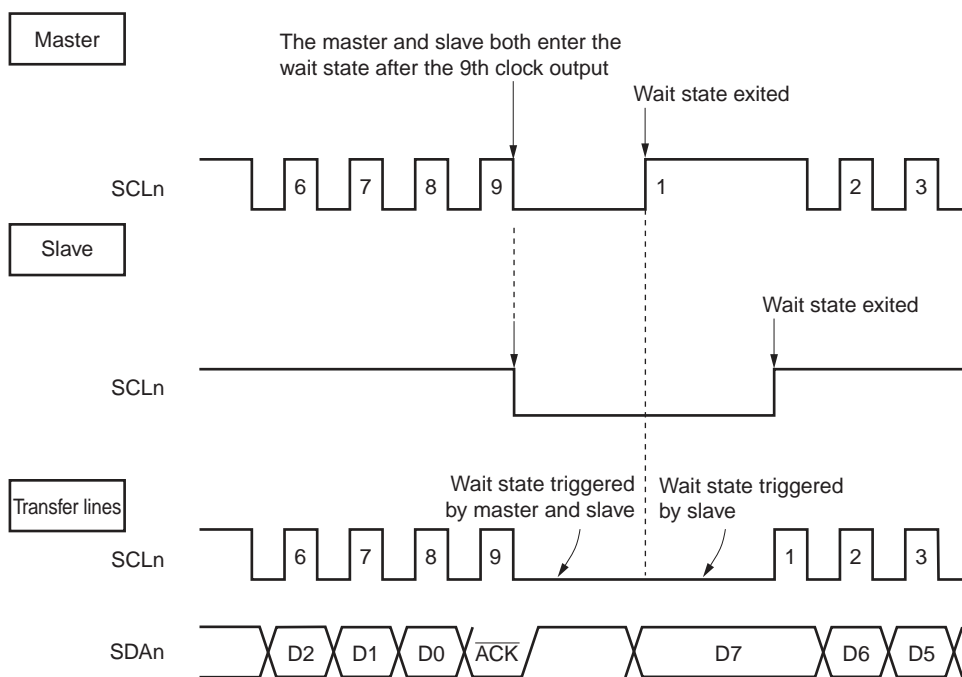 Master
The master and slave both enter the
wait state after the 9th clock output
Wait state exited
SCLn
6 7 8 9 1 2 3
Slave
Wait state exited
SCLn
Transfer lines
Wait state triggered
by master and slave
Wait state triggered
by slave
SCLn
6 7 8 9 1 2 3
SDAn
D2 D1 D0 ACK D7 D6 D5